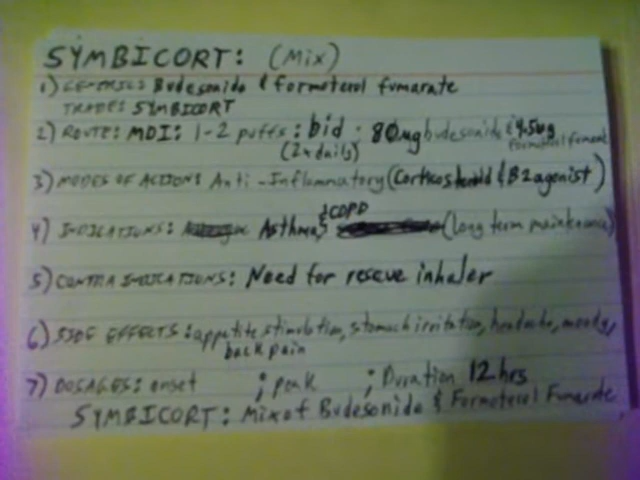 SYMBICORT: (Mix)
1) GENERIC: Budesonide & Formoterol fumarate
TRADE: SYMBICORT
2) ROUTE: MDI: 1-2 puffs: bid : 80ug budesonide & 4.5ug
(2x daily) formoterol fumarate
3) MODES OF ACTION: Anti-Inflammatory (Corticosteroid & B2 agonist)
& COPD
4) INDICATIONS: Asthma (long term maintenance)
5) CONTRAINDICATIONS: Need for rescue inhaler
6) SIDE EFFECTS: appetite stimulation, stomach irritation, headache,
back pain
7) DOSAGES: onset ; peak ; Duration 12 hrs
SYMBICORT: Mix of Budesonide & Formoterol Fumarate